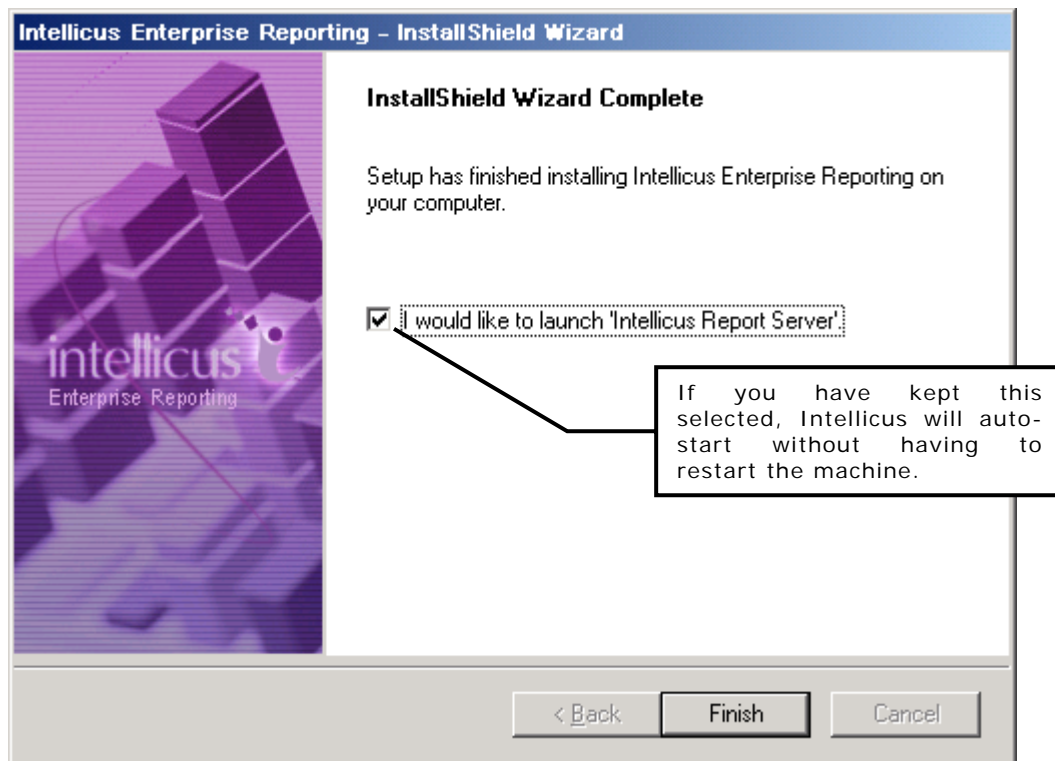 Intellicus Enterprise Reporting – InstallShield Wizard
InstallShield Wizard Complete
Setup has finished installing Intellicus Enterprise Reporting on
your computer.
I would like to launch 'Intellicus Report Server'.
intellicus
Enterprise Reporting
If you have kept this
selected, Intellicus will auto-
start without having to
restart the machine.
< Back
Finish
Cancel